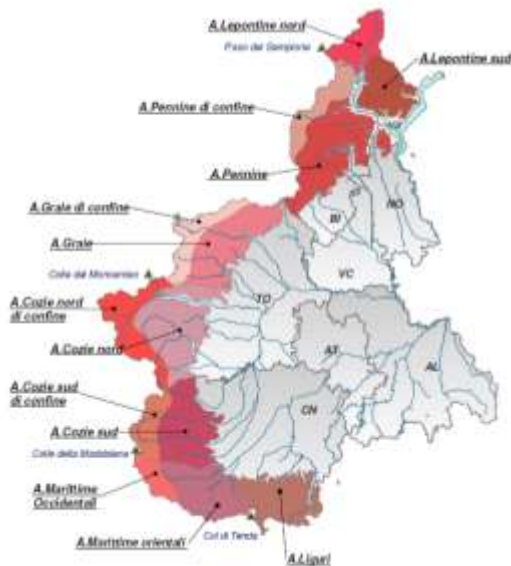 A.Lepontine nord
Passo del Sempione
A.Lepontine sud
A.Pennine di confine
A.Pennine
A.Graie di confine
A.Graie
Colle del Moncenisio
A.Cozie nord
di confine
A.Cozie nord
A.Cozie sud
di confine
A.Cozie sud
Colle della Maddalena
A.Marittime
Occidentali
A.Marittime orientali
Col di Tenda
A.Liguri
BI
NO
VC
TO
AT
AL
CN